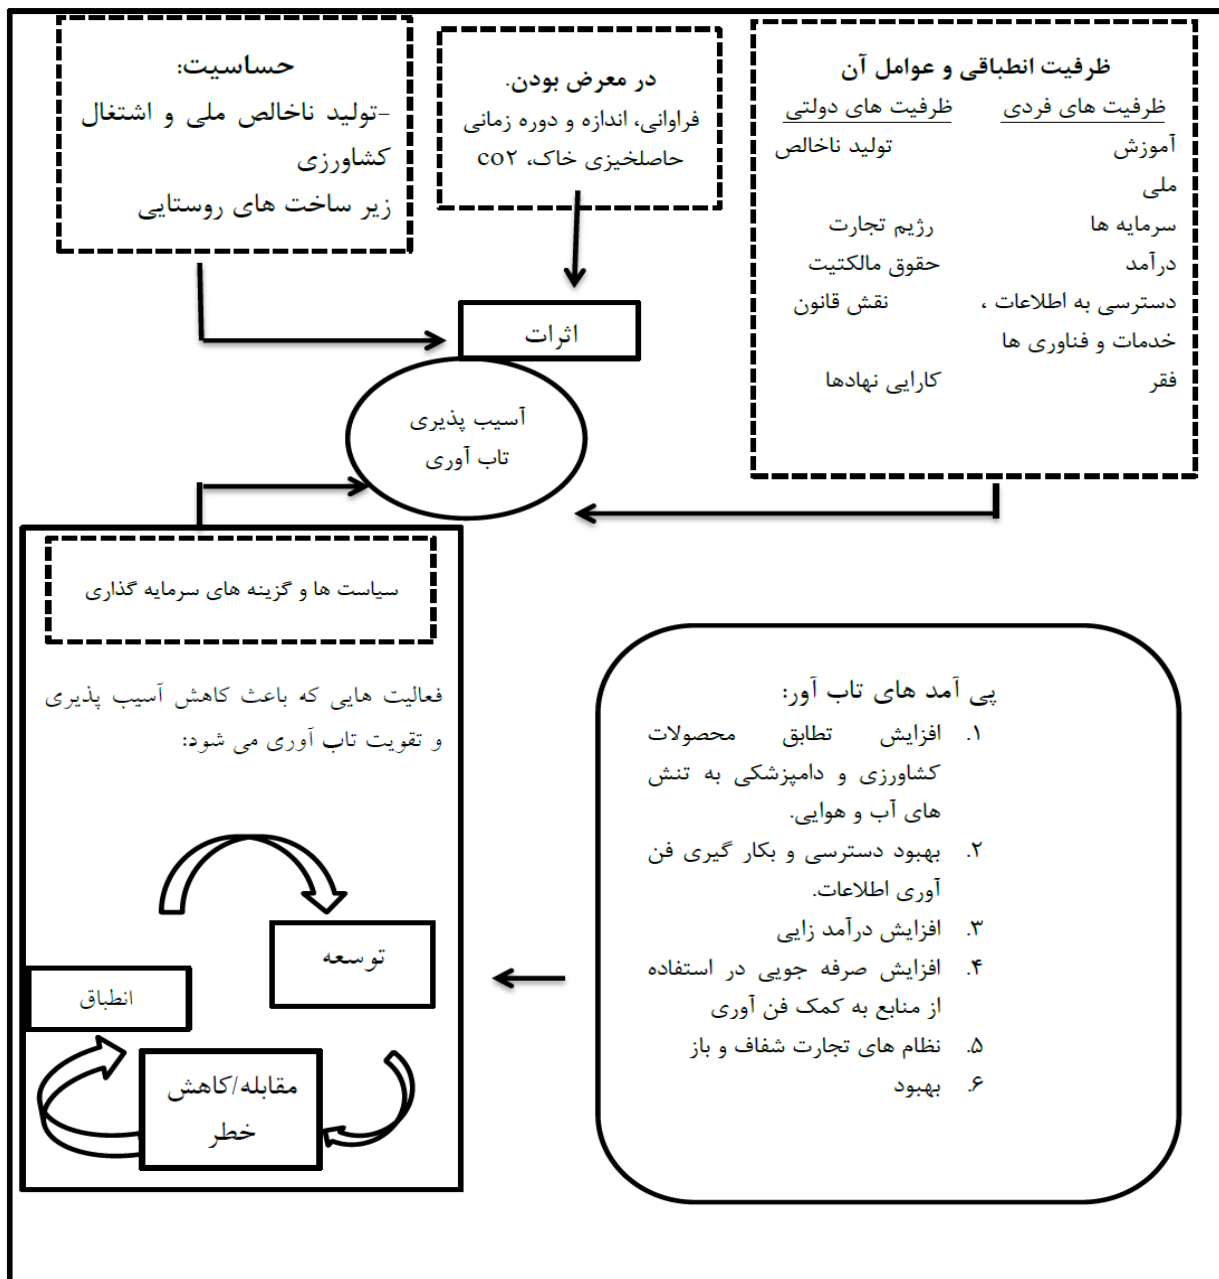 ظرفیت انطباقی و عوامل آن
ظرفیت های فردی ظرفیت های دولتی
آموزش تولید ناخالص
ملی
سرمایه ها رژیم تجارت
درآمد حقوق مالکتیت
دسترسی به اطلاعات ، نقش قانون
خدمات و فناوری ها
فقر کارایی نهادها
در معرض بودن.
فراوانی، اندازه و دوره زمانی
حاصلخیزی خاک، co۲
حساسیت:
-تولید ناخالص ملی و اشتغال
کشاورزی
زیر ساخت های روستایی
اثرات
آسیب پذیری
تاب آوری
سیاست ها و گزینه های سرمایه گذاری
فعالیت هایی که باعث کاهش آسیب پذیری
و تقویت تاب آوری می شود:
توسعه
انطباق
مقابله/کاهش
خطر
پی آمد های تاب آور:
۱. افزایش تطابق محصولات
کشاورزی و دامپزشکی به تنش
های آب و هوایی.
۲. بهبود دسترسی و بکار گیری فن
آوری اطلاعات.
۳. افزایش درآمد زایی
۴. افزایش صرفه جویی در استفاده
از منابع به کمک فن آوری
۵. نظام های تجارت شفاف و باز
۶. بهبود